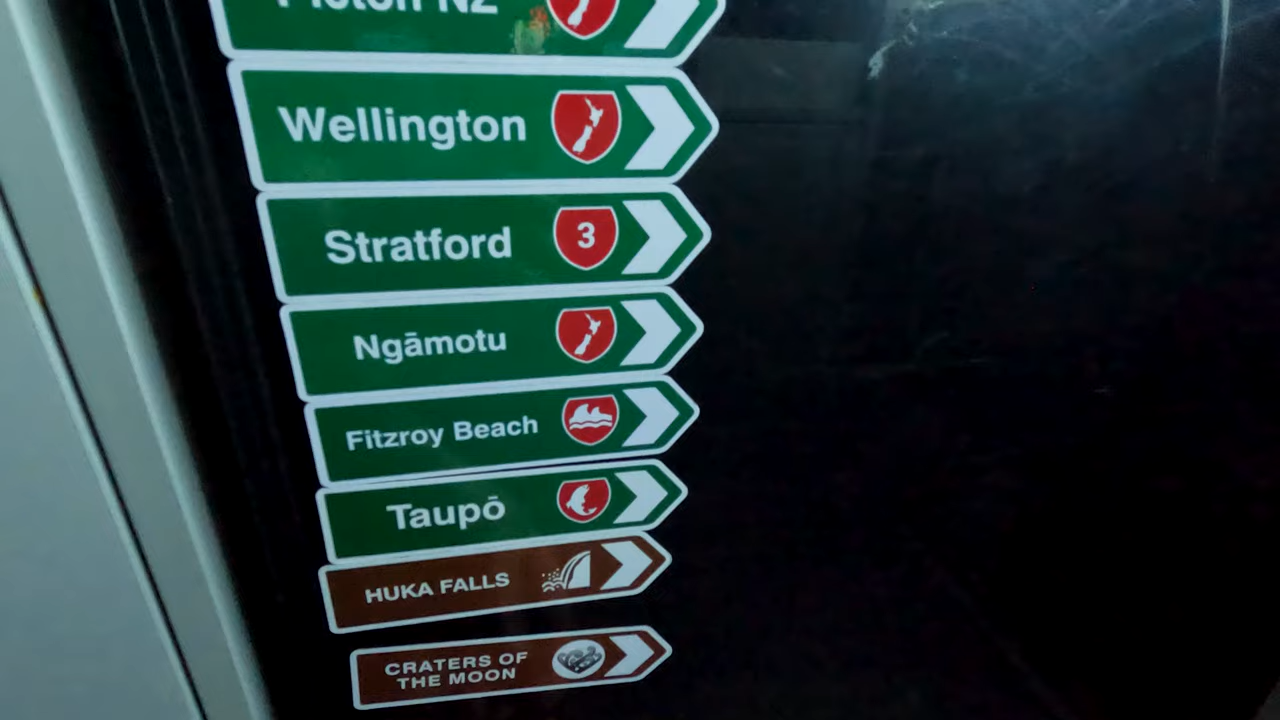 Picton NZ
Wellington
Stratford 3
Ngāmotu
Fitzroy Beach
Taupō
HUKA FALLS
CRATERS OF
THE MOON